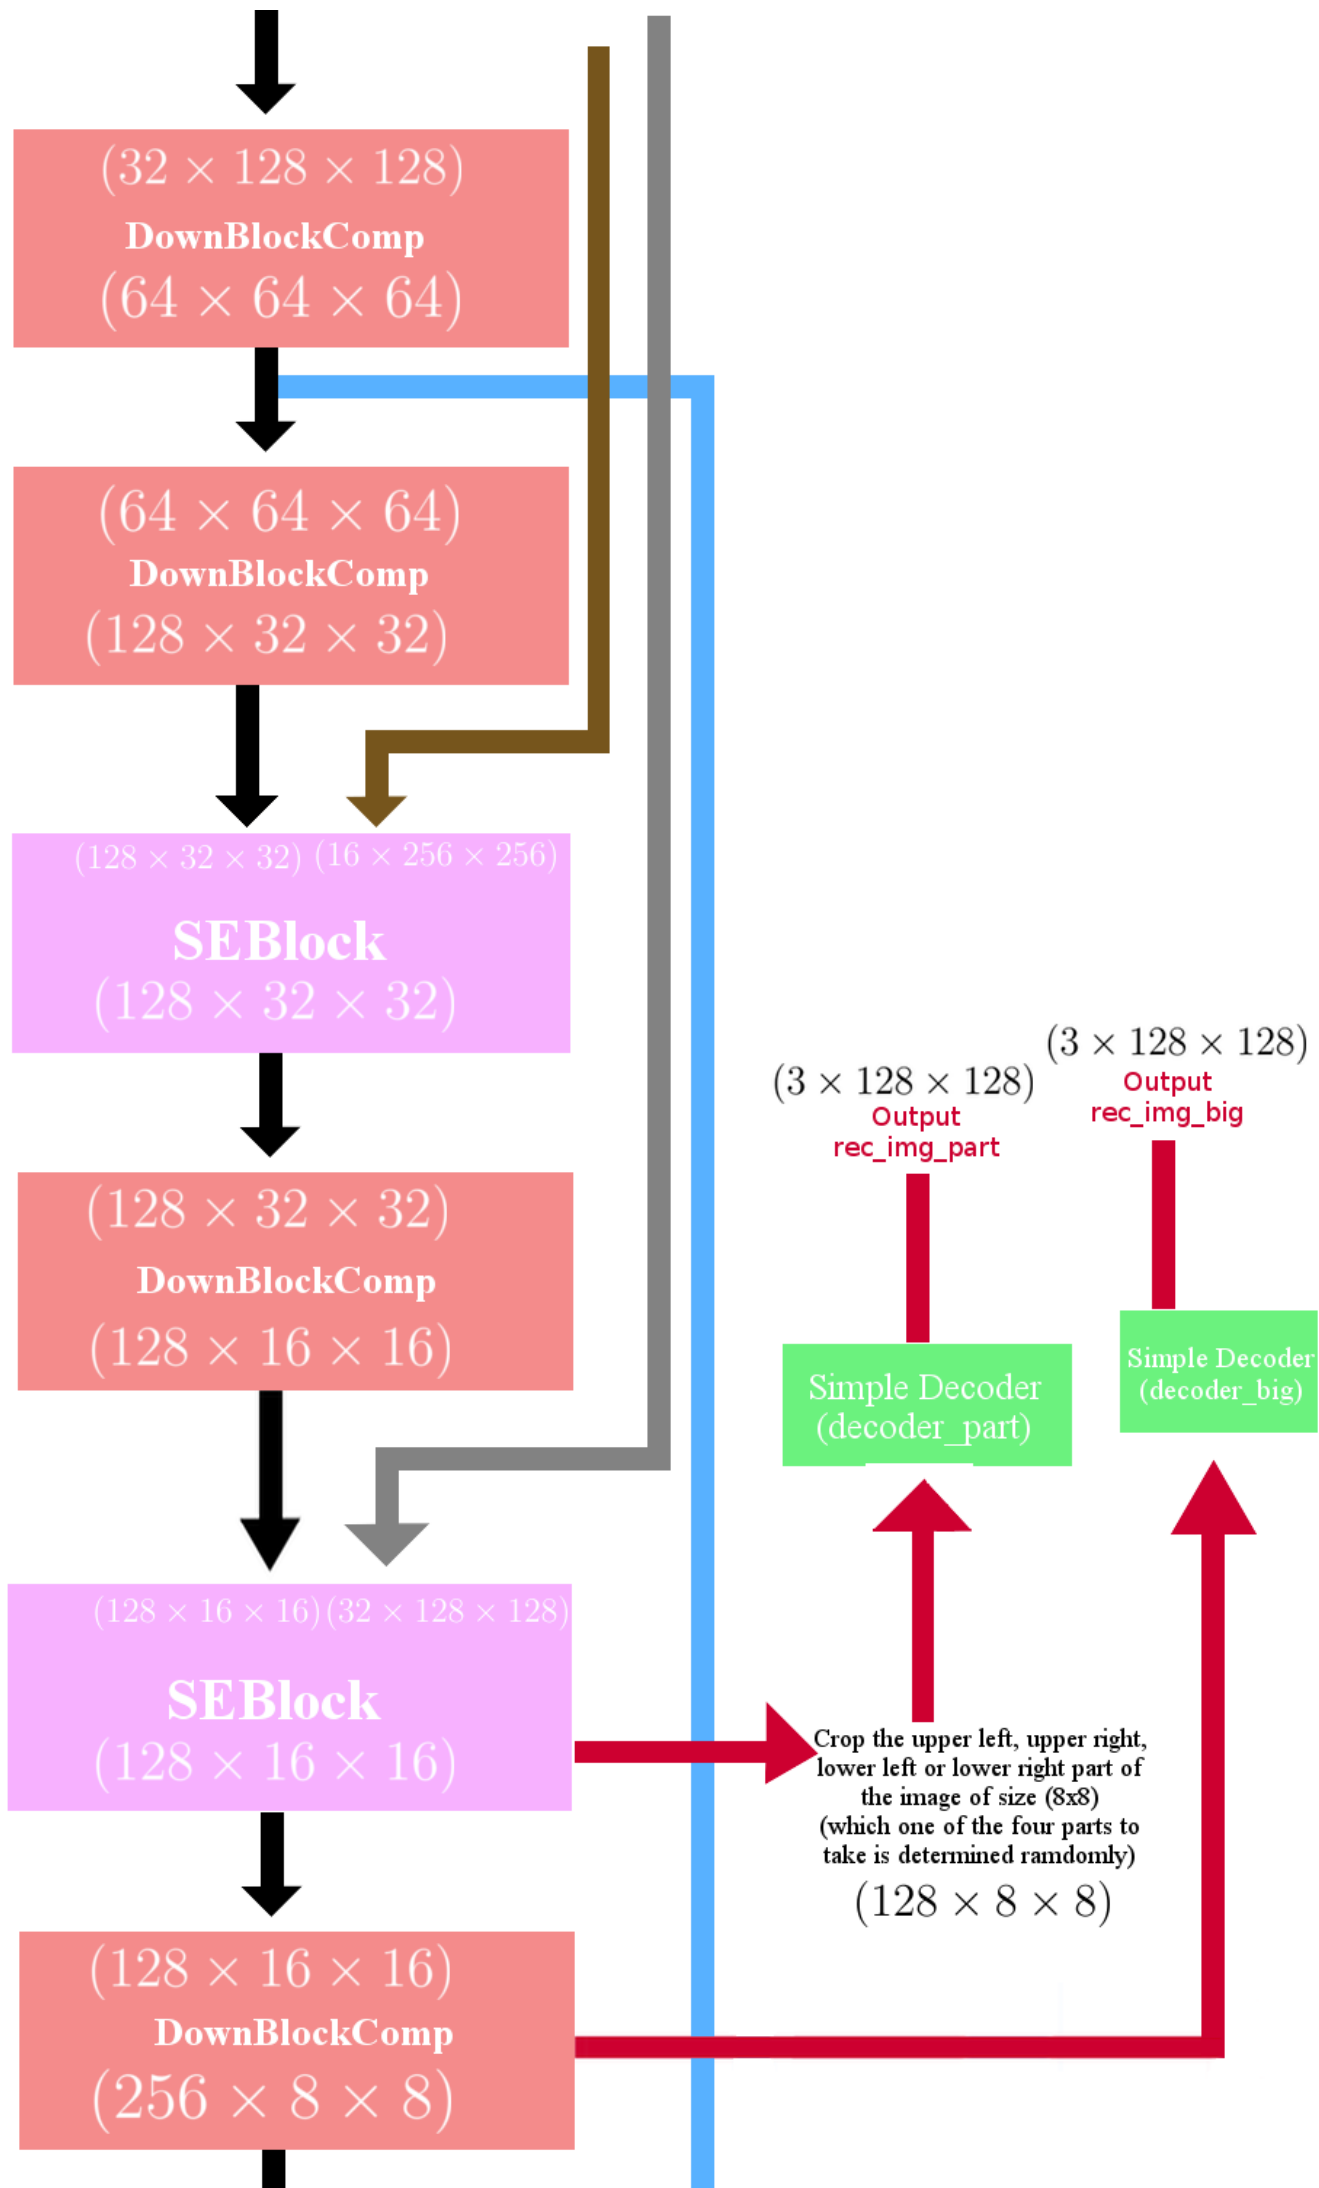 (32 × 128 × 128)
DownBlockComp
(64 × 64 × 64)
(64 × 64 × 64)
DownBlockComp
(128 × 32 × 32)
(128 × 32 × 32) (16 × 256 × 256)
SEBlock
(128 × 32 × 32)
(128 × 32 × 32)
DownBlockComp
(128 × 16 × 16)
(128 × 16 × 16) (32 × 128 × 128)
SEBlock
(128 × 16 × 16)
(128 × 16 × 16)
DownBlockComp
(256 × 8 × 8)
(3 × 128 × 128)
Output
rec_img_part
Simple Decoder
(decoder_part)
Crop the upper left, upper right,
lower left or lower right part of
the image of size (8x8)
(which one of the four parts to
take is determined ramdomly)
(128 × 8 × 8)
(3 × 128 × 128)
Output
rec_img_big
Simple Decoder
(decoder_big)